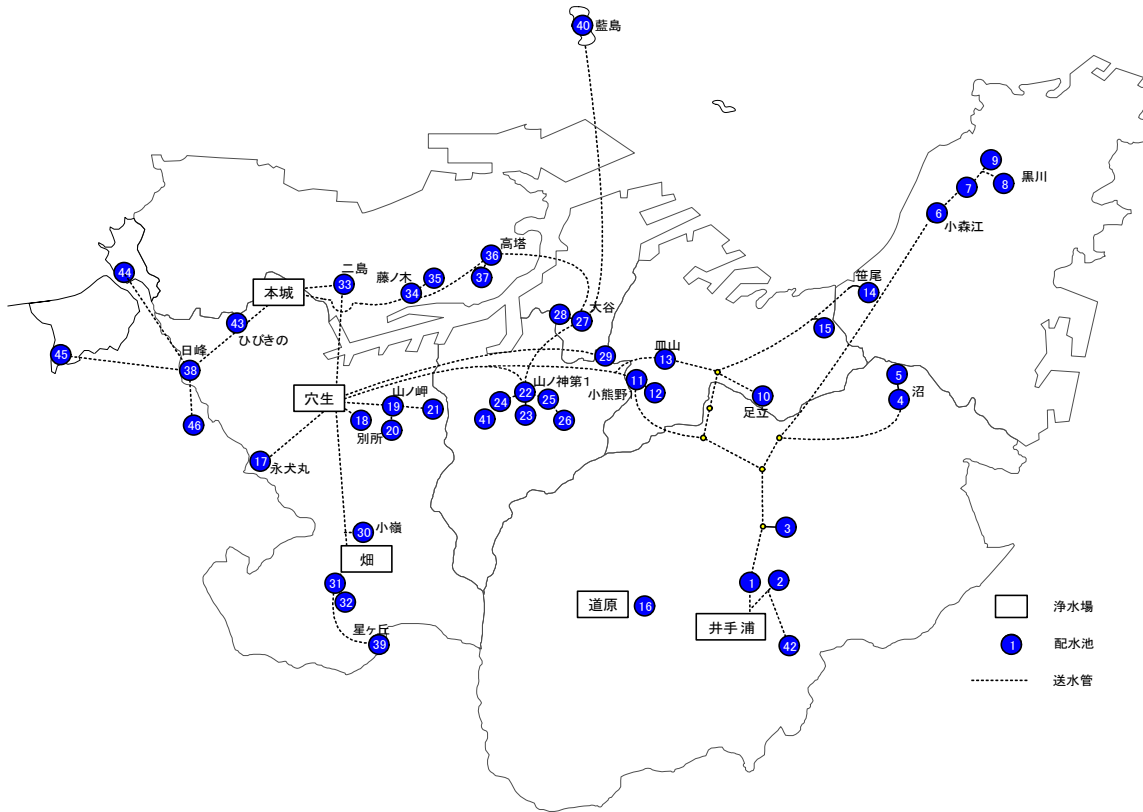 40 藍島
9
7
8 黒川
6
小森江
36 高塔
44
二島
33
藤ノ木
35
34
37
本城
笹尾
14
43
ひびきの
28
27
大谷
15
45
日峰
38
29
皿山
13
穴生
山ノ岬
19
18
20
21
別所
山ノ神第1
22
24
25
41
23
26
11
12
小熊野
10
足立
5
沼
4
46
17
永犬丸
30 小嶺
畑
3
31
32
星ヶ丘
39
道原 16
1
2
井手浦
42
浄水場
1 配水池
送水管